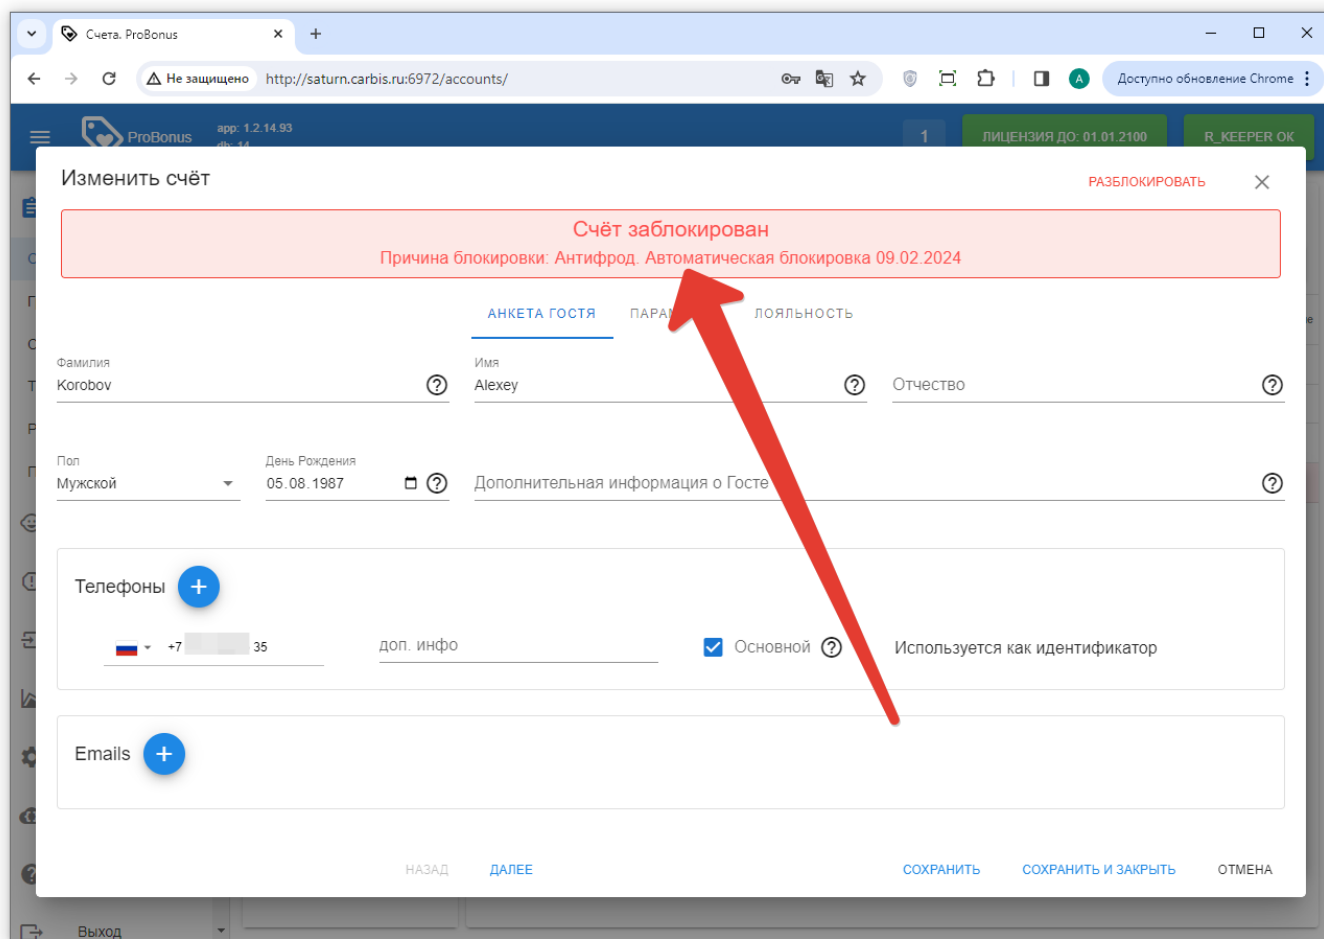 Счета. ProBonus
Не защищено http://saturn.carbis.ru:6972/accounts/
A Доступно обновление Chrome
ProBonus app: 1.2.14.93 1 ЛИЦЕНЗИЯ ДО: 01.01.2100 R_KEEPER OK
db: 14
Изменить счёт РАЗБЛОКИРОВАТЬ
Счёт заблокирован
Причина блокировки: Антифрод. Автоматическая блокировка 09.02.2024
АНКЕТА ГОСТЯ ПАРАМ ЛОЯЛЬНОСТЬ
Фамилия Имя
Korobov Alexey Отчество
Пол День Рождения
Мужской 05.08.1987 Дополнительная информация о Госте
Телефоны
+7 35 доп. инфо Основной Используется как идентификатор
Emails
НАЗАД ДАЛЕЕ СОХРАНИТЬ СОХРАНИТЬ И ЗАКРЫТЬ ОТМЕНА
Выход